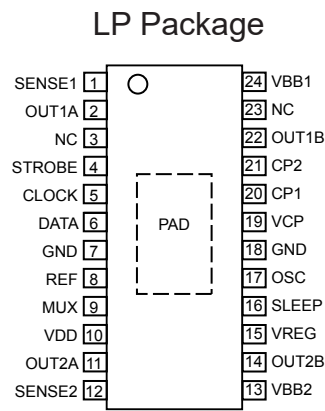 LP Package
SENSE1 1
OUT1A 2
NC 3
STROBE 4
CLOCK 5
DATA 6
GND 7
REF 8
MUX 9
VDD 10
OUT2A 11
SENSE2 12
PAD
24 VBB1
23 NC
22 OUT1B
21 CP2
20 CP1
19 VCP
18 GND
17 OSC
16 SLEEP
15 VREG
14 OUT2B
13 VBB2